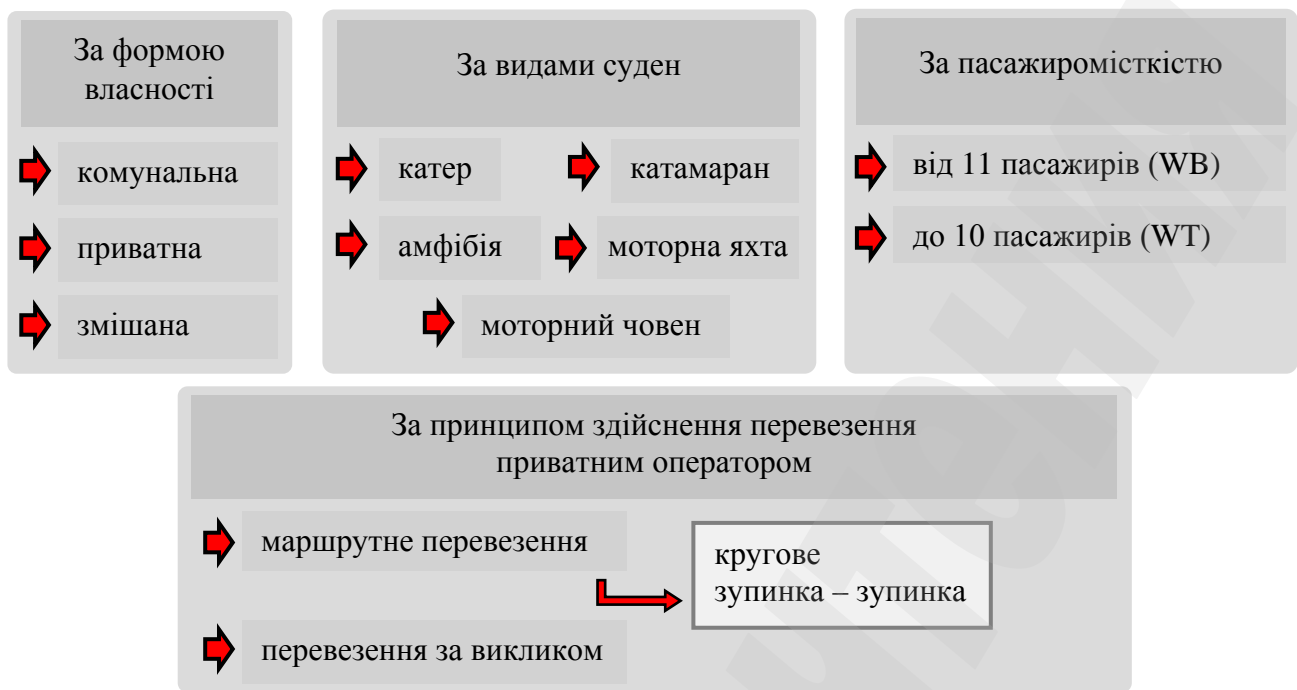 За формою
власності
комунальна
приватна
змішана
За видами суден
катер
катамаран
амфібія
моторна яхта
моторний човен
За пасажиромісткістю
від 11 пасажирів (WB)
до 10 пасажирів (WT)
За принципом здійснення перевезення
приватним оператором
маршрутне перевезення
кругове
зупинка – зупинка
перевезення за викликом